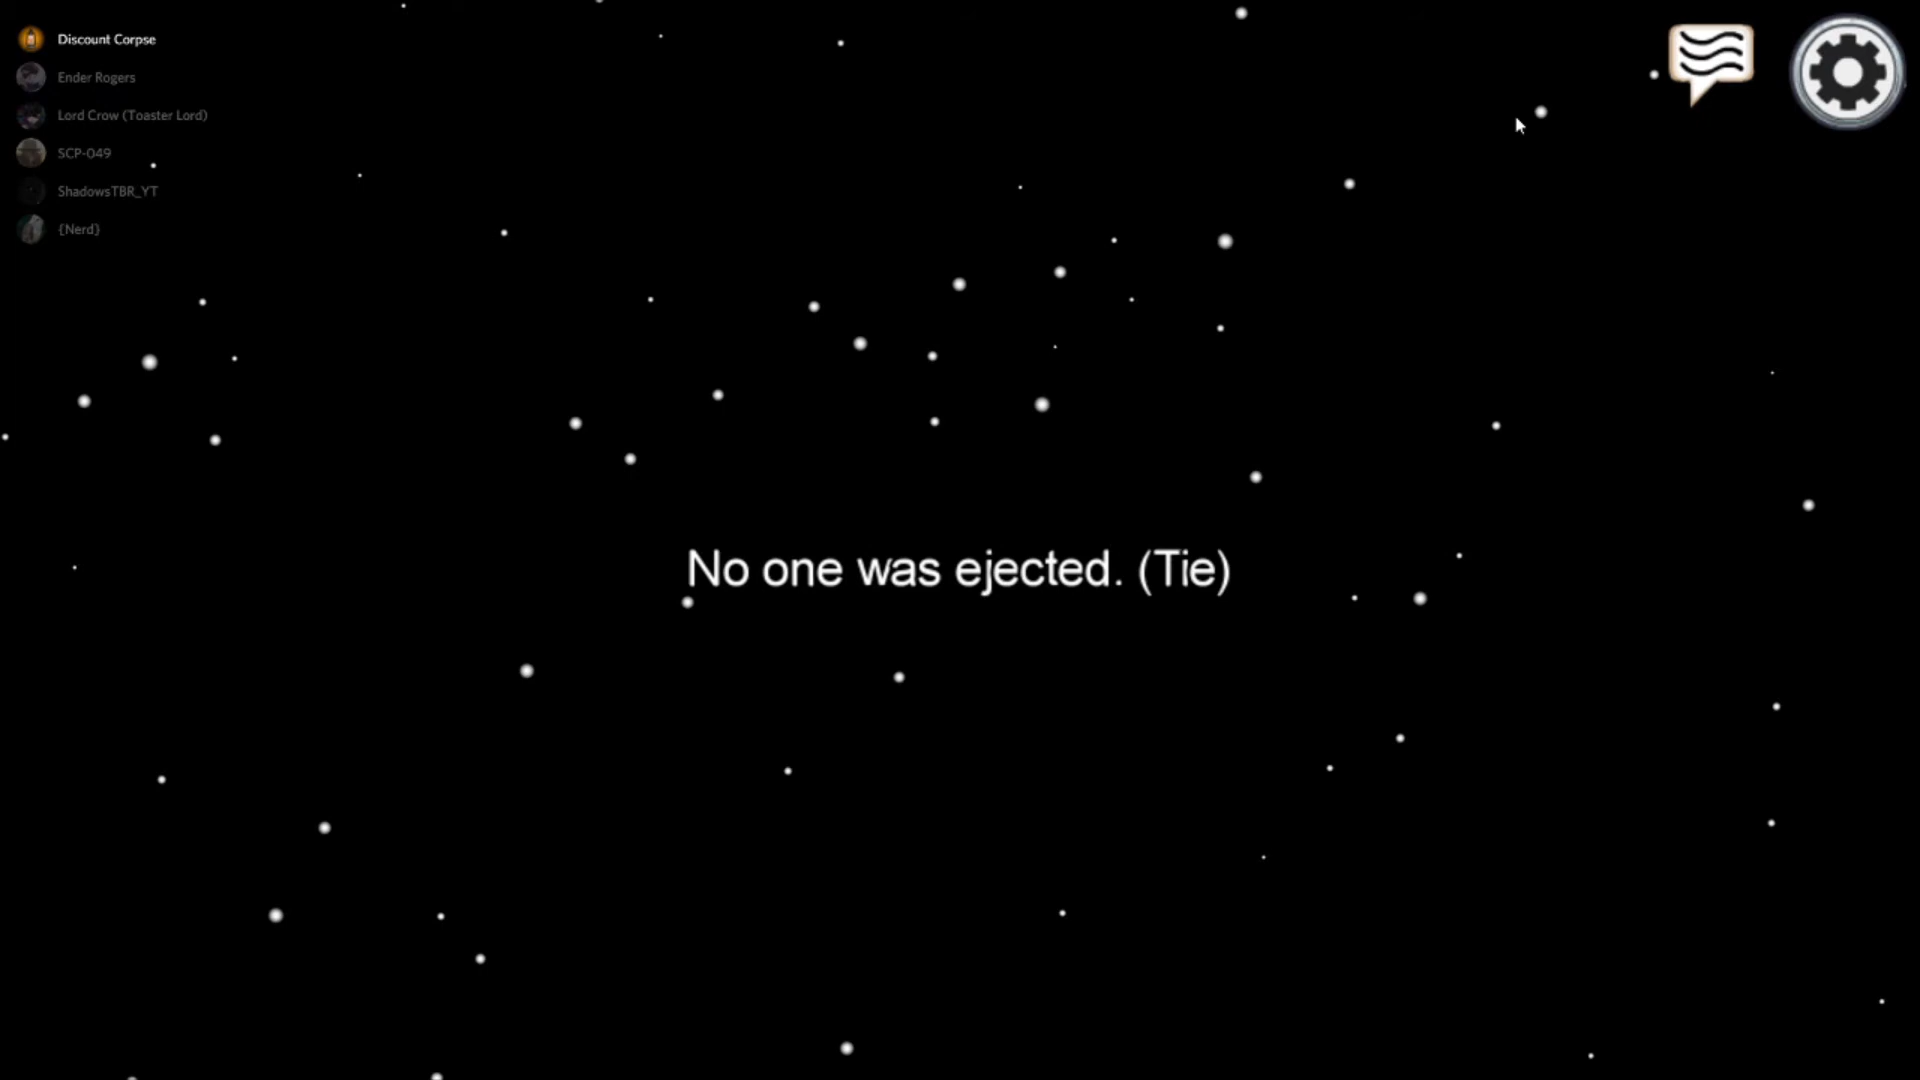 Discount Corpse
Ender Rogers
Lord Crow (Toaster Lord)
SCP-049
ShadowsTBR_YT
{Nerd}
No one was ejected. (Tie)